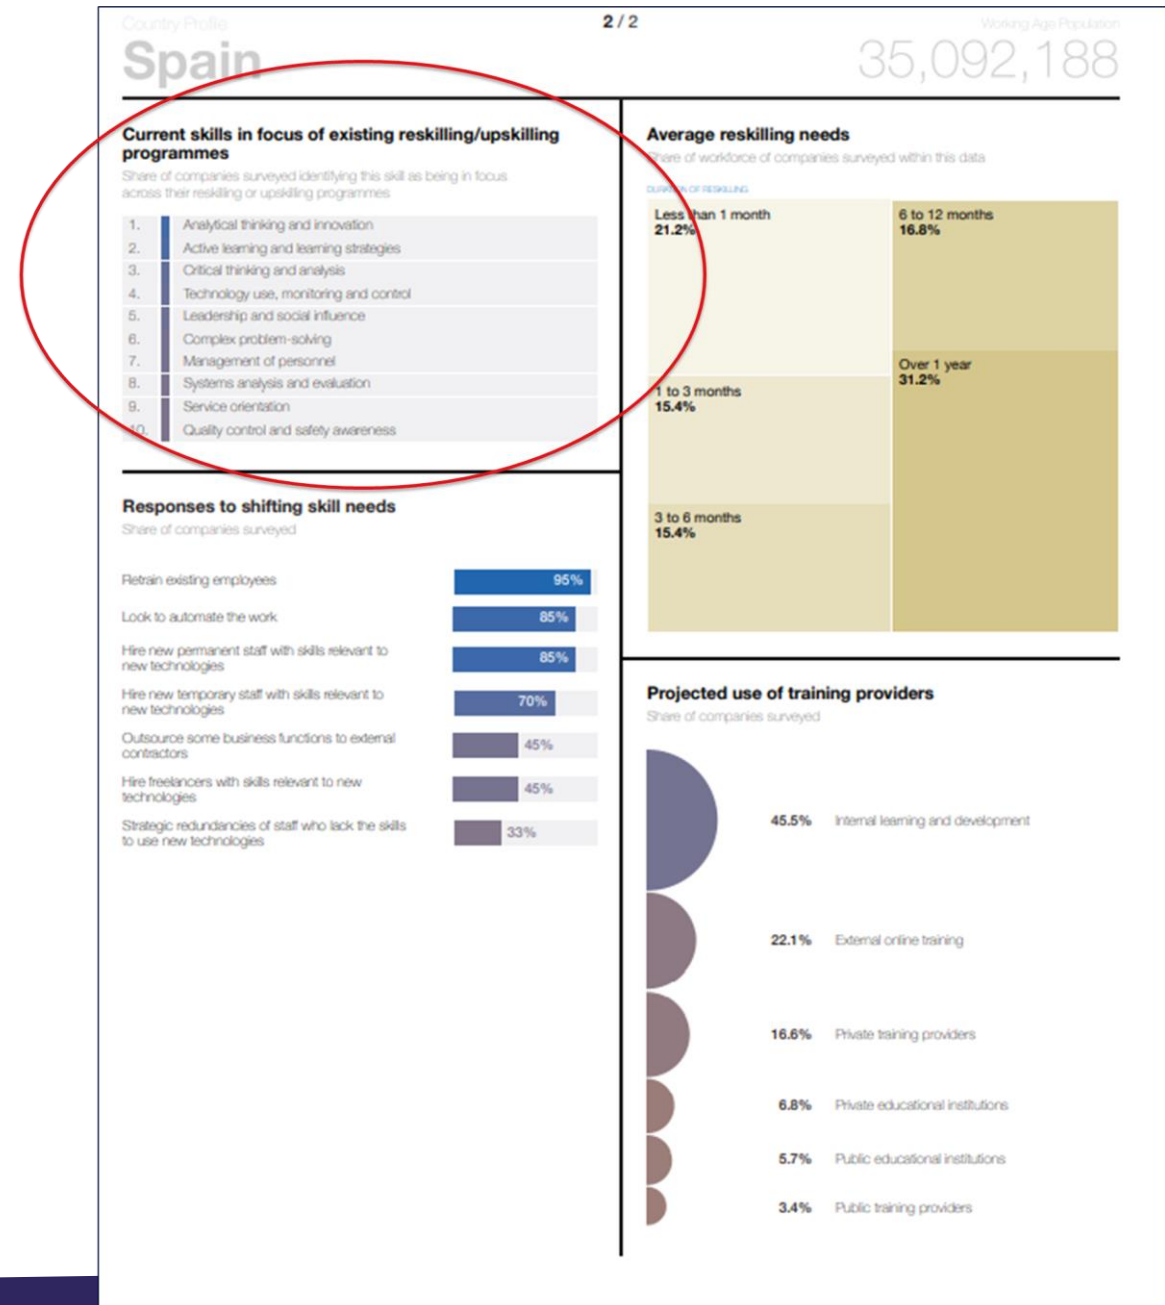 Country Profile
2 / 2
Working Age Population
Spain
35,092,188
Current skills in focus of existing reskilling/upskilling
programmes
Share of companies surveyed identifying this skill as being in focus
across their reskilling or upskilling programmes
1. Analytical thinking and innovation
2. Active learning and learning strategies
3. Critical thinking and analysis
4. Technology use, monitoring and control
5. Leadership and social influence
6. Complex problem-solving
7. Management of personnel
8. Systems analysis and evaluation
9. Service orientation
10. Quality control and safety awareness
Responses to shifting skill needs
Share of companies surveyed
Retrain existing employees 95%
Look to automate the work 85%
Hire new permanent staff with skills relevant to
new technologies 85%
Hire new temporary staff with skills relevant to
new technologies 70%
Outsource some business functions to external
contractors 45%
Hire freelancers with skills relevant to new
technologies 45%
Strategic redundancies of staff who lack the skills
to use new technologies 33%
Average reskilling needs
Share of workforce of companies surveyed within this data
DURATION OF RESKILLING
Less than 1 month
21.2%
1 to 3 months
15.4%
3 to 6 months
15.4%
6 to 12 months
16.8%
Over 1 year
31.2%
Projected use of training providers
Share of companies surveyed
45.5% Internal learning and development
22.1% External online training
16.6% Private training providers
6.8% Private educational institutions
5.7% Public educational institutions
3.4% Public training providers